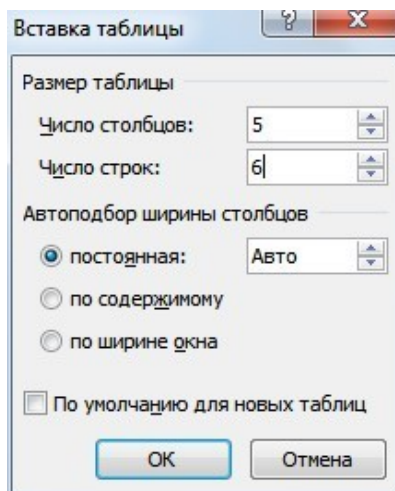 Вставка таблицы
Размер таблицы
Число столбцов: 5
Число строк: 6
Автоподбор ширины столбцов
постоянная: Авто
по содержимому
по ширине окна
По умолчанию для новых таблиц
ОК Отмена